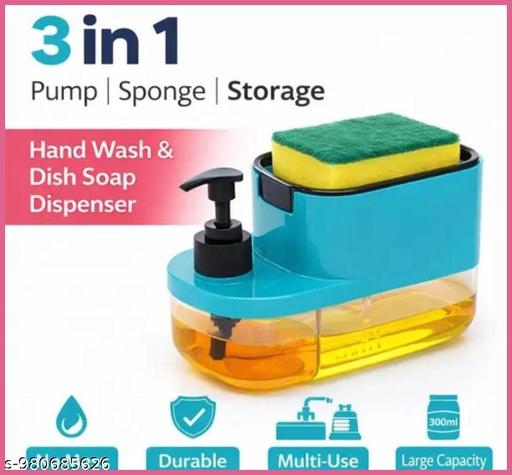 3 in 1
Pump | Sponge | Storage
Hand Wash &
Dish Soap
Dispenser
300ml
s-980685626
Durable
Multi-Use
Large Capacity